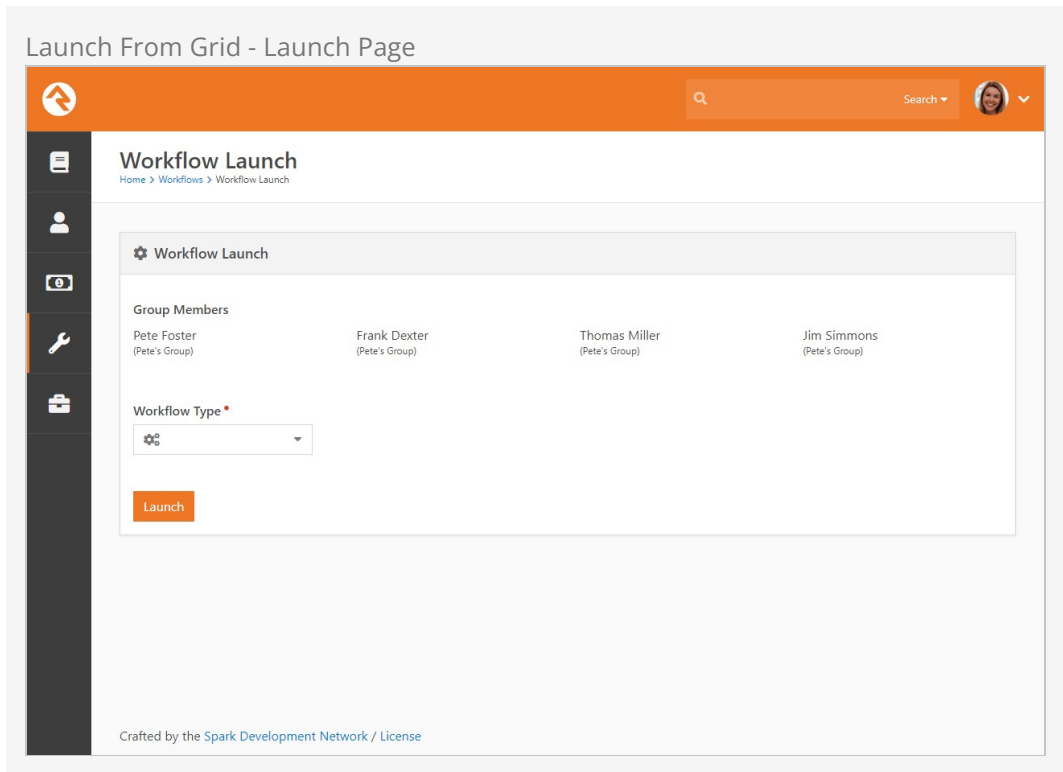 Launch From Grid - Launch Page
Search
Workflow Launch
Home > Workflows > Workflow Launch
Workflow Launch
Group Members
Pete Foster Frank Dexter Thomas Miller Jim Simmons
(Pete's Group) (Pete's Group) (Pete's Group) (Pete's Group)
Workflow Type
Launch
Crafted by the Spark Development Network / License